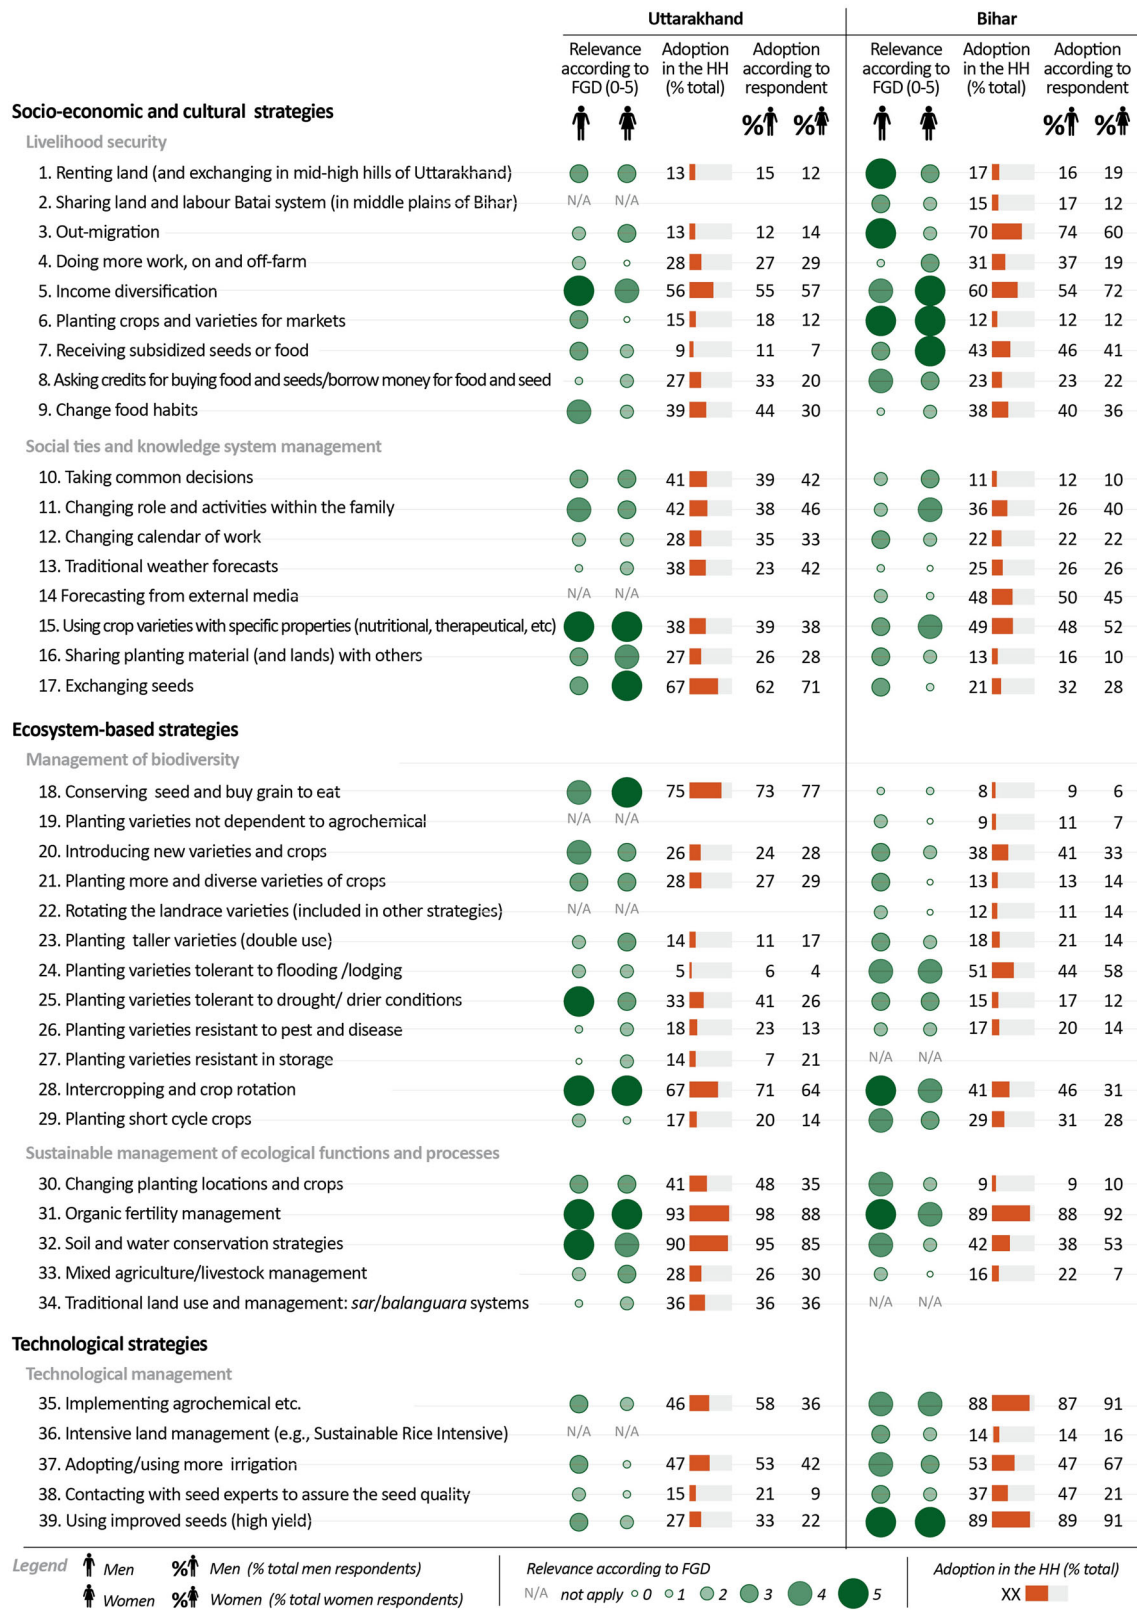 Uttarakhand Bihar
Relevance Adoption Adoption Relevance Adoption Adoption
according to in the HH according to according to in the HH according to
FGD (0-5) (% total) respondent FGD (0-5) (% total) respondent
Socio-economic and cultural strategies
% % % %
Livelihood security
1. Renting land (and exchanging in mid-high hills of Uttarakhand) 13 15 12 17 16 19
2. Sharing land and labour Batai system (in middle plains of Bihar) N/A N/A 15 17 12
3. Out-migration 13 12 14 70 74 60
4. Doing more work, on and off-farm 28 27 29 31 37 19
5. Income diversification 56 55 57 60 54 72
6. Planting crops and varieties for markets 15 18 12 12 12 12
7. Receiving subsidized seeds or food 9 11 7 43 46 41
8. Asking credits for buying food and seeds/borrow money for food and seed 27 33 20 23 23 22
9. Change food habits 39 44 30 38 40 36
Social ties and knowledge system management
10. Taking common decisions 41 39 42 11 12 10
11. Changing role and activities within the family 42 38 46 36 26 40
12. Changing calendar of work 28 35 33 22 22 22
13. Traditional weather forecasts 38 23 42 25 26 26
14 Forecasting from external media N/A N/A 48 50 45
15. Using crop varieties with specific properties (nutritional, therapeutical, etc) 38 39 38 49 48 52
16. Sharing planting material (and lands) with others 27 26 28 13 16 10
17. Exchanging seeds 67 62 71 21 32 28
Ecosystem-based strategies
Management of biodiversity
18. Conserving seed and buy grain to eat 75 73 77 8 9 6
19. Planting varieties not dependent to agrochemical N/A N/A 9 11 7
20. Introducing new varieties and crops 26 24 28 38 41 33
21. Planting more and diverse varieties of crops 28 27 29 13 13 14
22. Rotating the landrace varieties (included in other strategies) N/A N/A 12 11 14
23. Planting taller varieties (double use) 14 11 17 18 21 14
24. Planting varieties tolerant to flooding /lodging 5 6 4 51 44 58
25. Planting varieties tolerant to drought/ drier conditions 33 41 26 15 17 12
26. Planting varieties resistant to pest and disease 18 23 13 17 20 14
27. Planting varieties resistant in storage 14 7 21 N/A N/A
28. Intercropping and crop rotation 67 71 64 41 46 31
29. Planting short cycle crops 17 20 14 29 31 28
Sustainable management of ecological functions and processes
30. Changing planting locations and crops 41 48 35 9 9 10
31. Organic fertility management 93 98 88 89 88 92
32. Soil and water conservation strategies 90 95 85 42 38 53
33. Mixed agriculture/livestock management 28 26 30 16 22 7
34. Traditional land use and management: sar/balanguara systems 36 36 36 N/A N/A
Technological strategies
Technological management
35. Implementing agrochemical etc. 46 58 36 88 87 91
36. Intensive land management (e.g., Sustainable Rice Intensive) N/A N/A 14 14 16
37. Adopting/using more irrigation 47 53 42 53 47 67
38. Contacting with seed experts to assure the seed quality 15 21 9 37 47 21
39. Using improved seeds (high yield) 27 33 22 89 89 91
Legend Men % Men (% total men respondents) Relevance according to FGD Adoption in the HH (% total)
Women % Women (% total women respondents) N/A not apply 0 1 2 3 4 5 XX